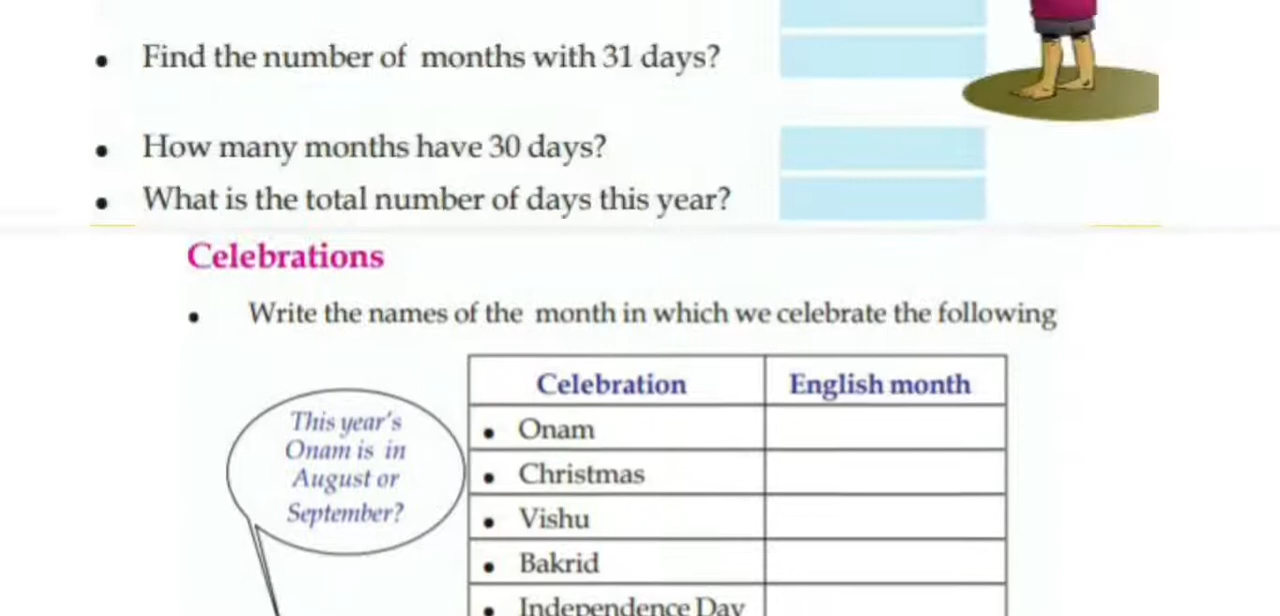 • Find the number of months with 31 days?
• How many months have 30 days?
• What is the total number of days this year?
Celebrations
• Write the names of the month in which we celebrate the following
This year's
Onam is in
August or
September?
Celebration English month
• Onam
• Christmas
• Vishu
• Bakrid
• Independence Day